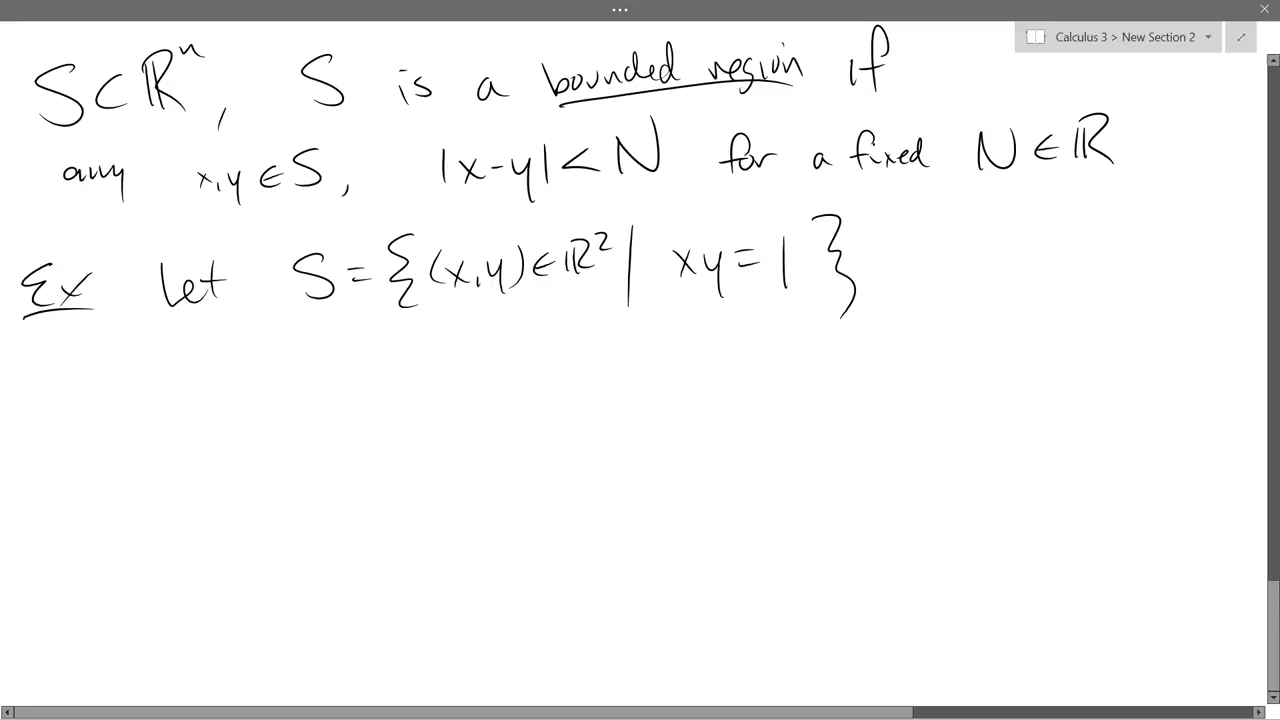 Calculus 3 > New Section 2
S⊂ℝⁿ, S is a bounded region if
any x,y∈S, |x-y|<N for a fixed N∈ℝ
Ex Let S={(x,y)∈ℝ²| xy=1}